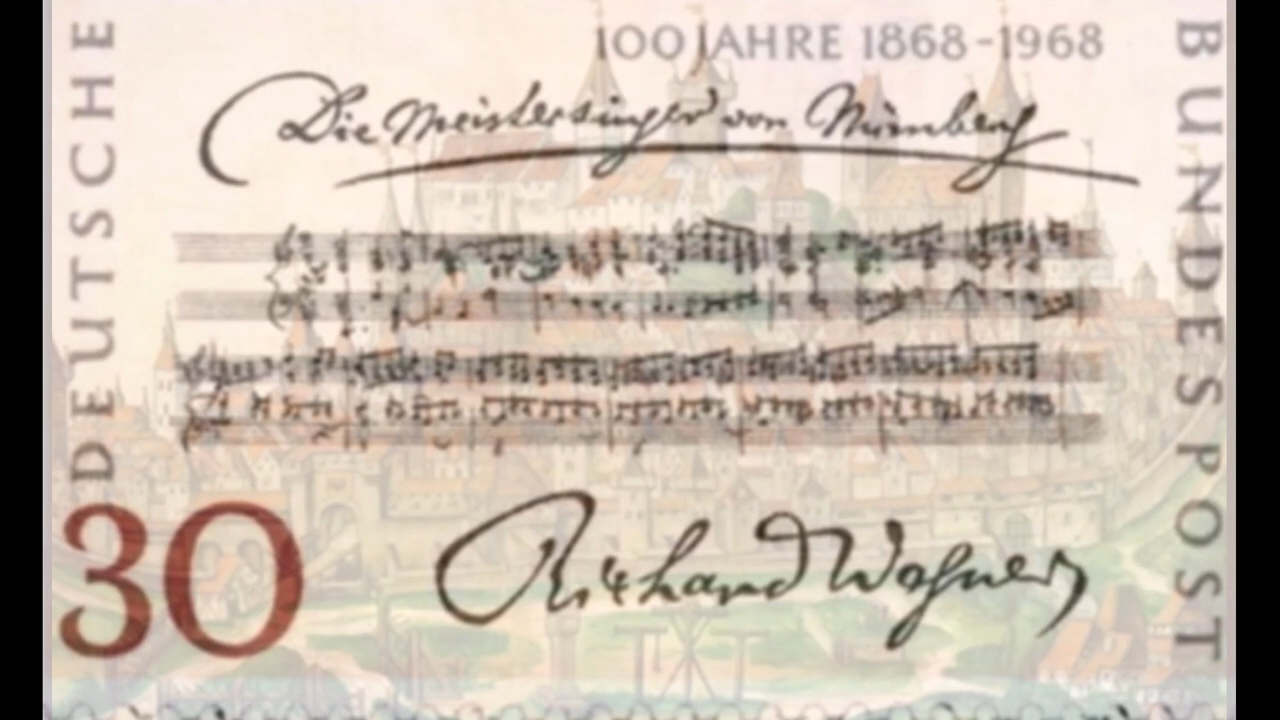 100 JAHRE 1868-1968
Die Meistersinger von Nürnberg
DEUTSCHE
BUNDESPOST
30
Richard Wagner